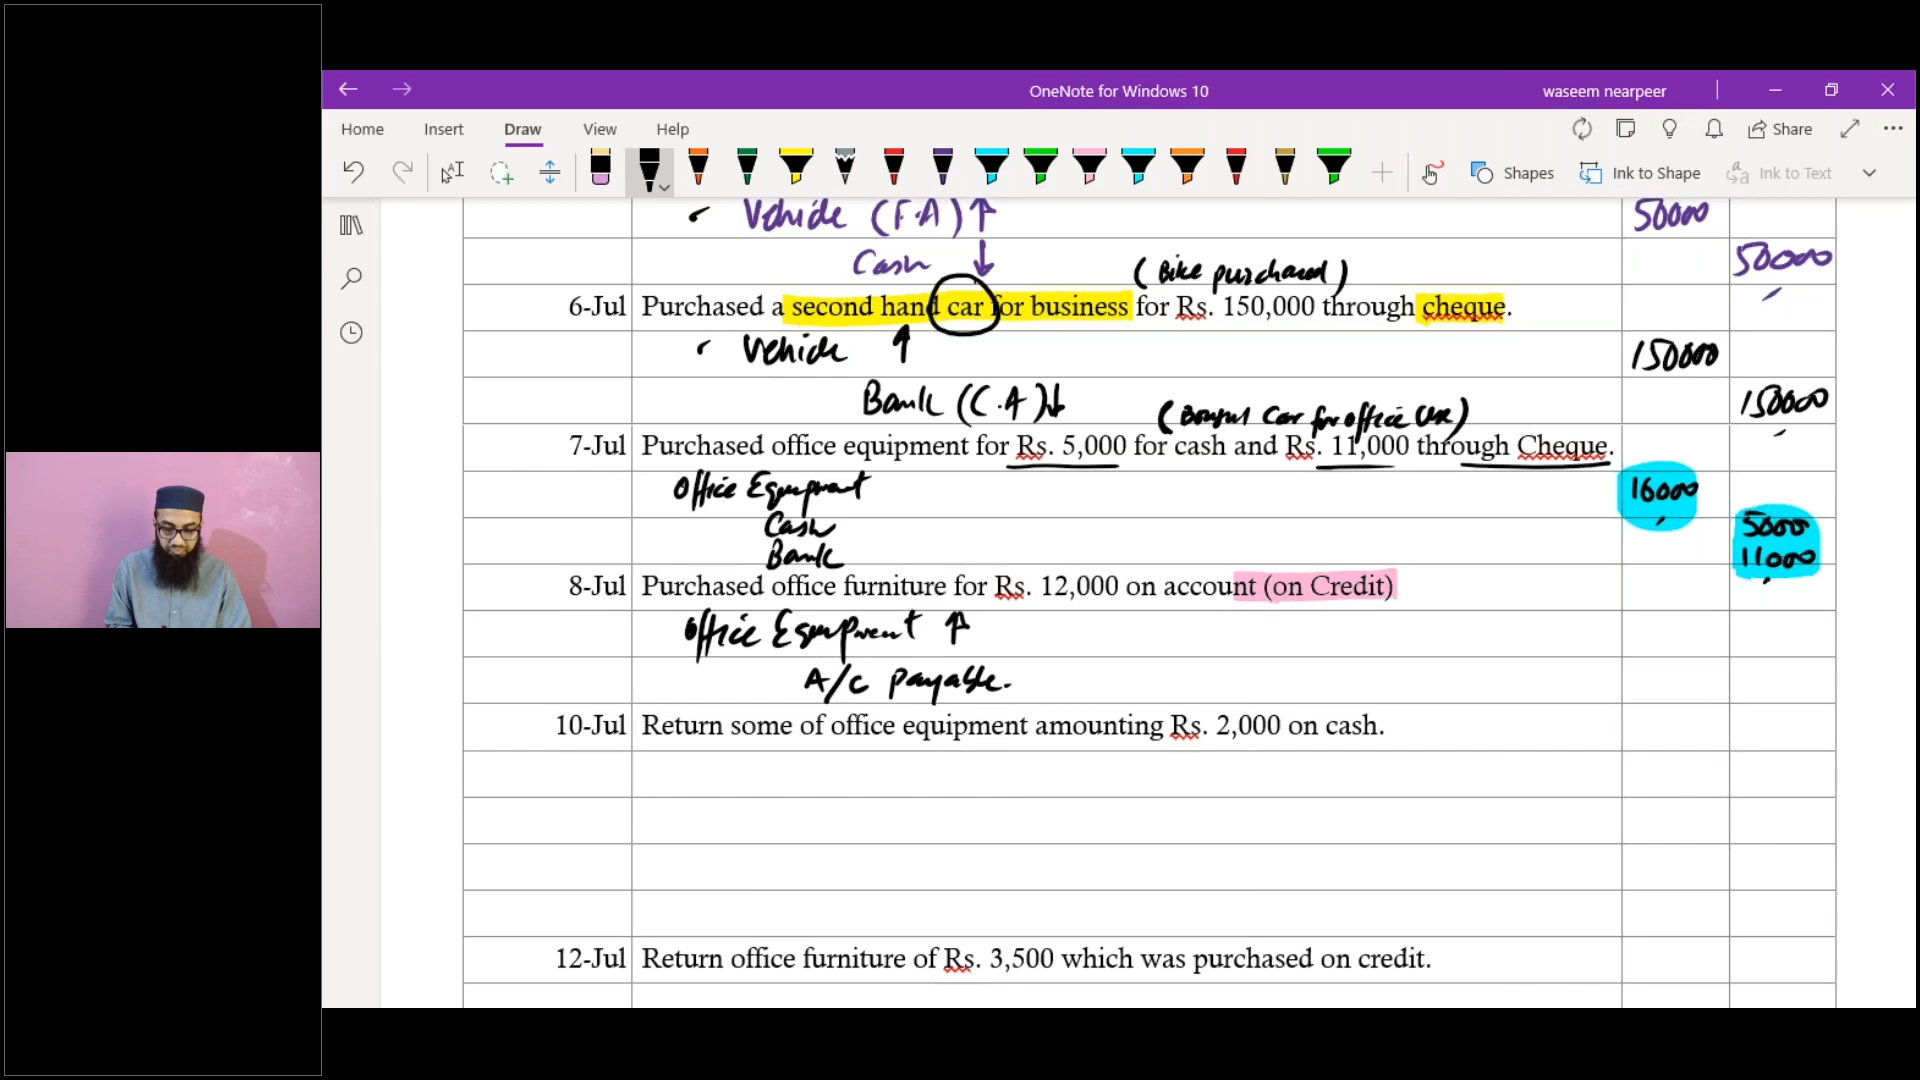 OneNote for Windows 10
waseem nearpeer
Home Insert Draw View Help
Share
Shapes
Ink to Shape
Ink to Text
Vehicle (F.A) ↑ 50000
Cash ↓ 50000
(Bike purchased)
6-Jul Purchased a second hand car for business for Rs. 150,000 through cheque.
Vehicle ↑ 150000
Bank (C.A) ↓ 150000
(Bought Car for office Use)
7-Jul Purchased office equipment for Rs. 5,000 for cash and Rs. 11,000 through Cheque.
Office Equipment 16000
Cash 5000
Bank 11000
8-Jul Purchased office furniture for Rs. 12,000 on account (on Credit)
Office Equipment ↑
A/C payable.
10-Jul Return some of office equipment amounting Rs. 2,000 on cash.
12-Jul Return office furniture of Rs. 3,500 which was purchased on credit.